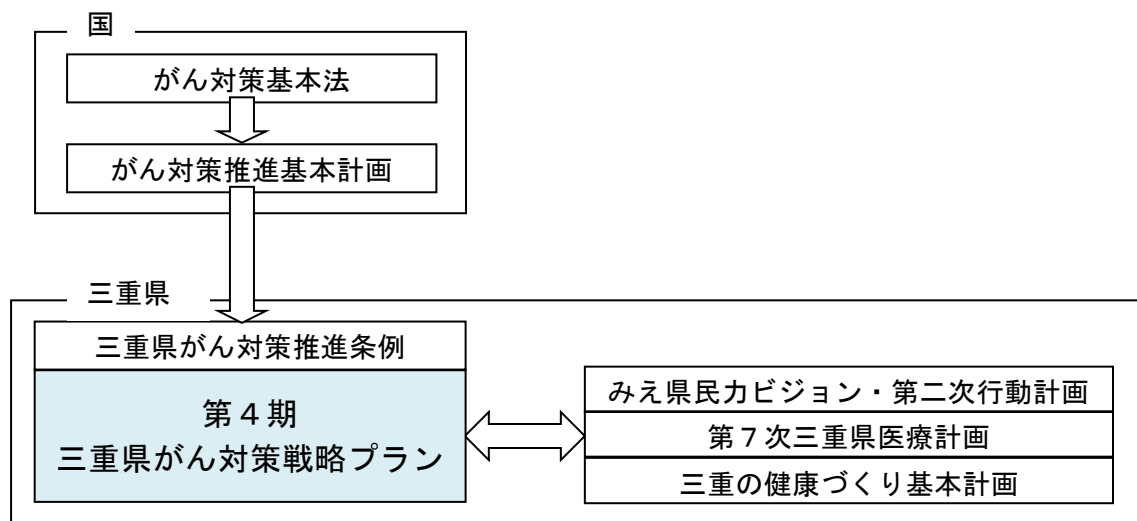 国
がん対策基本法
がん対策推進基本計画
三重県
三重県がん対策推進条例
第４期
三重県がん対策戦略プラン
みえ県民力ビジョン・第二次行動計画
第７次三重県医療計画
三重の健康づくり基本計画